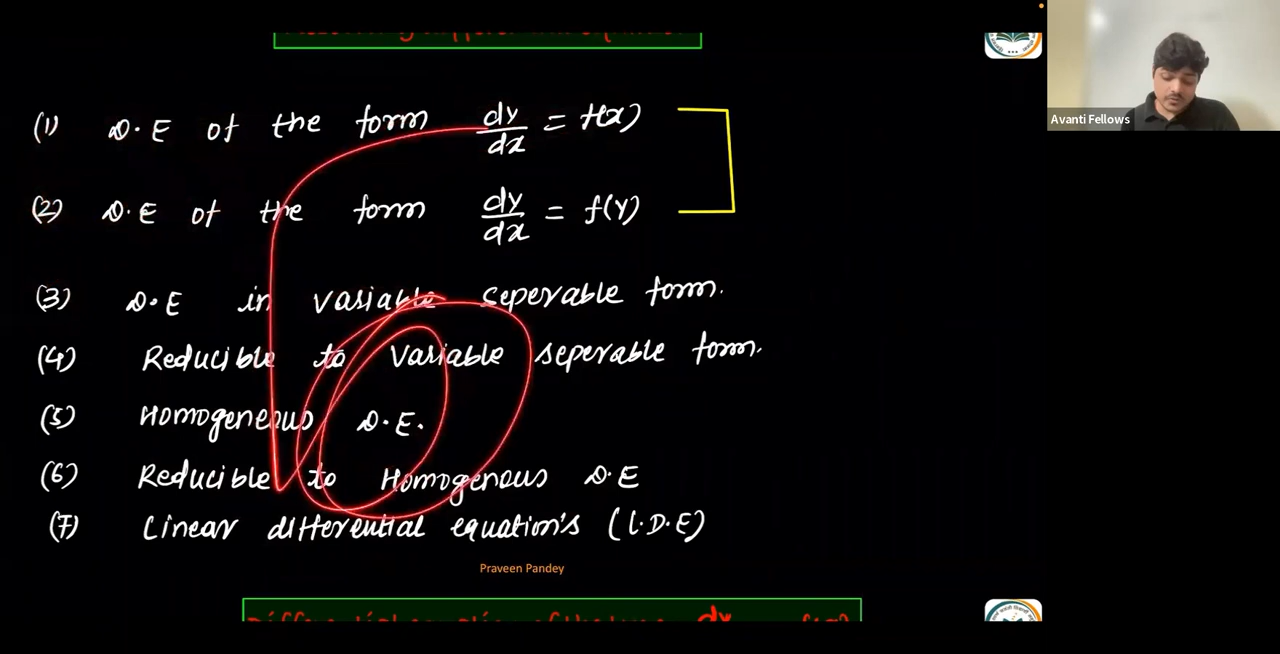 Avanti Fellows
(1) D.E of the form dy/dx = f(x)
(2) D.E of the form dy/dx = f(y)
(3) D.E in variable seperable form.
(4) Reducible to variable seperable form.
(5) Homogeneous D.E.
(6) Reducible to Homogenous D.E
(7) Linear differential equation's (L.D.E)
Praveen Pandey